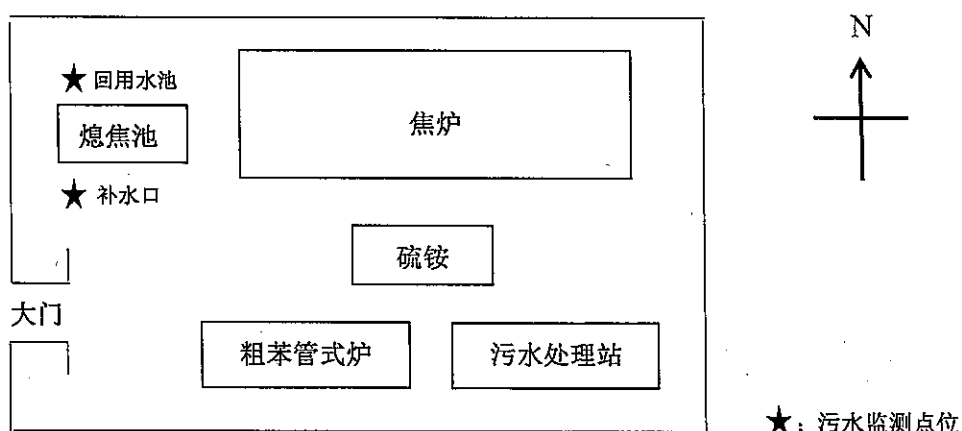 N
★ 回用水池
焦炉
熄焦池
★ 补水口
硫铵
大门
粗苯管式炉
污水处理站
★：污水监测点位